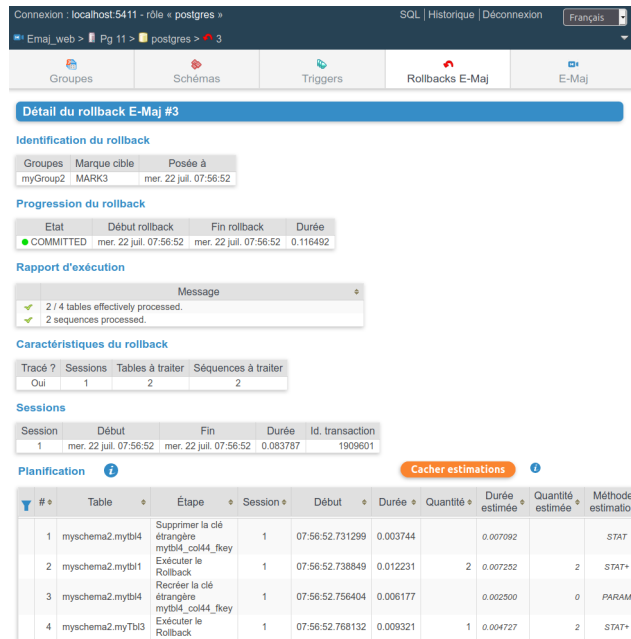 Connexion : localhost:5411 - rôle « postgres » SQL | Historique | Déconnexion Français
Emaj_web > Pg 11 > postgres > 3
Groupes Schémas Triggers Rollbacks E-Maj E-Maj
Détail du rollback E-Maj #3
Identification du rollback
Groupes Marque cible Posée à
myGroup2 MARK3 mer. 22 juil. 07:56:52
Progression du rollback
Etat Début rollback Fin rollback Durée
COMMITTED mer. 22 juil. 07:56:52 mer. 22 juil. 07:56:52 0.116492
Rapport d'exécution
Message
2 / 4 tables effectively processed.
2 sequences processed.
Caractéristiques du rollback
Tracé ? Sessions Tables à traiter Séquences à traiter
Oui 1 2 2
Sessions
Session Début Fin Durée Id. transaction
1 mer. 22 juil. 07:56:52 mer. 22 juil. 07:56:52 0.083787 1909601
Planification Cacher estimations
# Table Étape Session Début Durée Quantité Durée estimée Quantité estimée Méthode estimatio
1 myschema2.mytbl4 Supprimer la clé étrangère mytbl4_col44_fkey 1 07:56:52.731299 0.003744 0.007092 STAT
2 myschema2.mytbl1 Exécuter le Rollback 1 07:56:52.738849 0.012231 2 0.007252 2 STAT+
3 myschema2.mytbl4 Recréer la clé étrangère mytbl4_col44_fkey 1 07:56:52.756404 0.006177 0.002500 0 PARAM
4 myschema2.myTbl3 Exécuter le Rollback 1 07:56:52.768132 0.009321 1 0.004727 2 STAT+